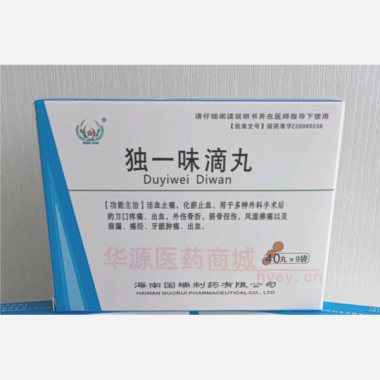 请仔细阅读说明书并在医师指导下使用
【批准文号】国药准字Z20080238
独一味滴丸
Duyiwei Diwan
【功能主治】活血止痛，化瘀止血。用于多种外科手术后
的刀口疼痛、出血，外伤骨折，筋骨扭伤，风湿痹痛以及
崩漏、痛经、牙龈肿痛、出血。
华源医药商城
hyey.cn
40丸×9袋
海南国瑞制药有限公司
HAINAN GUORUI PHARMACEUTICAL CO., LTD